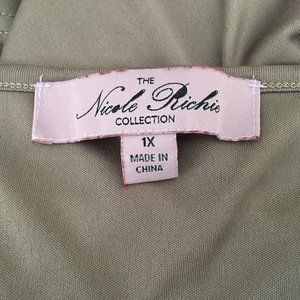 THE
Nicole Richie
COLLECTION
1X
MADE IN
CHINA